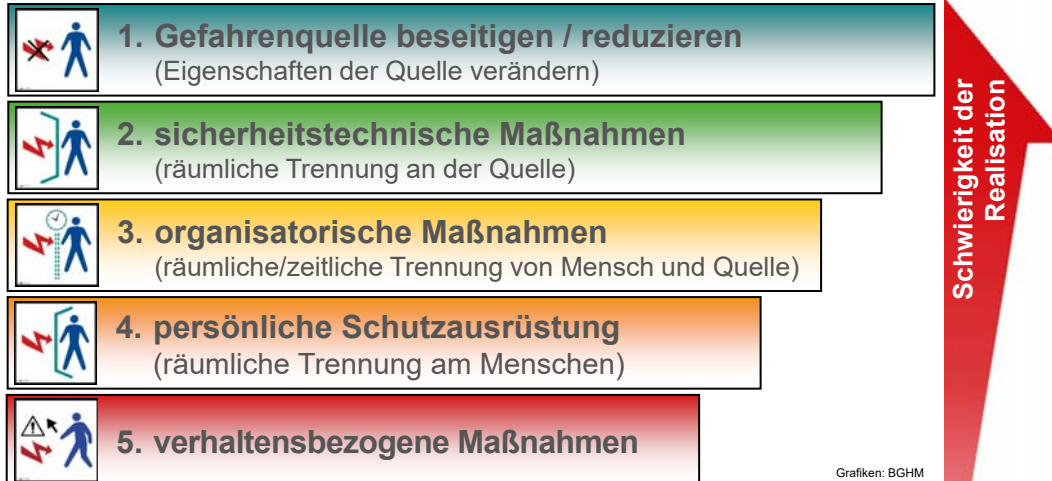 1. Gefahrenquelle beseitigen / reduzieren
(Eigenschaften der Quelle verändern)
2. sicherheitstechnische Maßnahmen
(räumliche Trennung an der Quelle)
3. organisatorische Maßnahmen
(räumliche/zeitliche Trennung von Mensch und Quelle)
4. persönliche Schutzausrüstung
(räumliche Trennung am Menschen)
5. verhaltensbezogene Maßnahmen
Schwierigkeit der
Realisation
Grafiken: BGHM